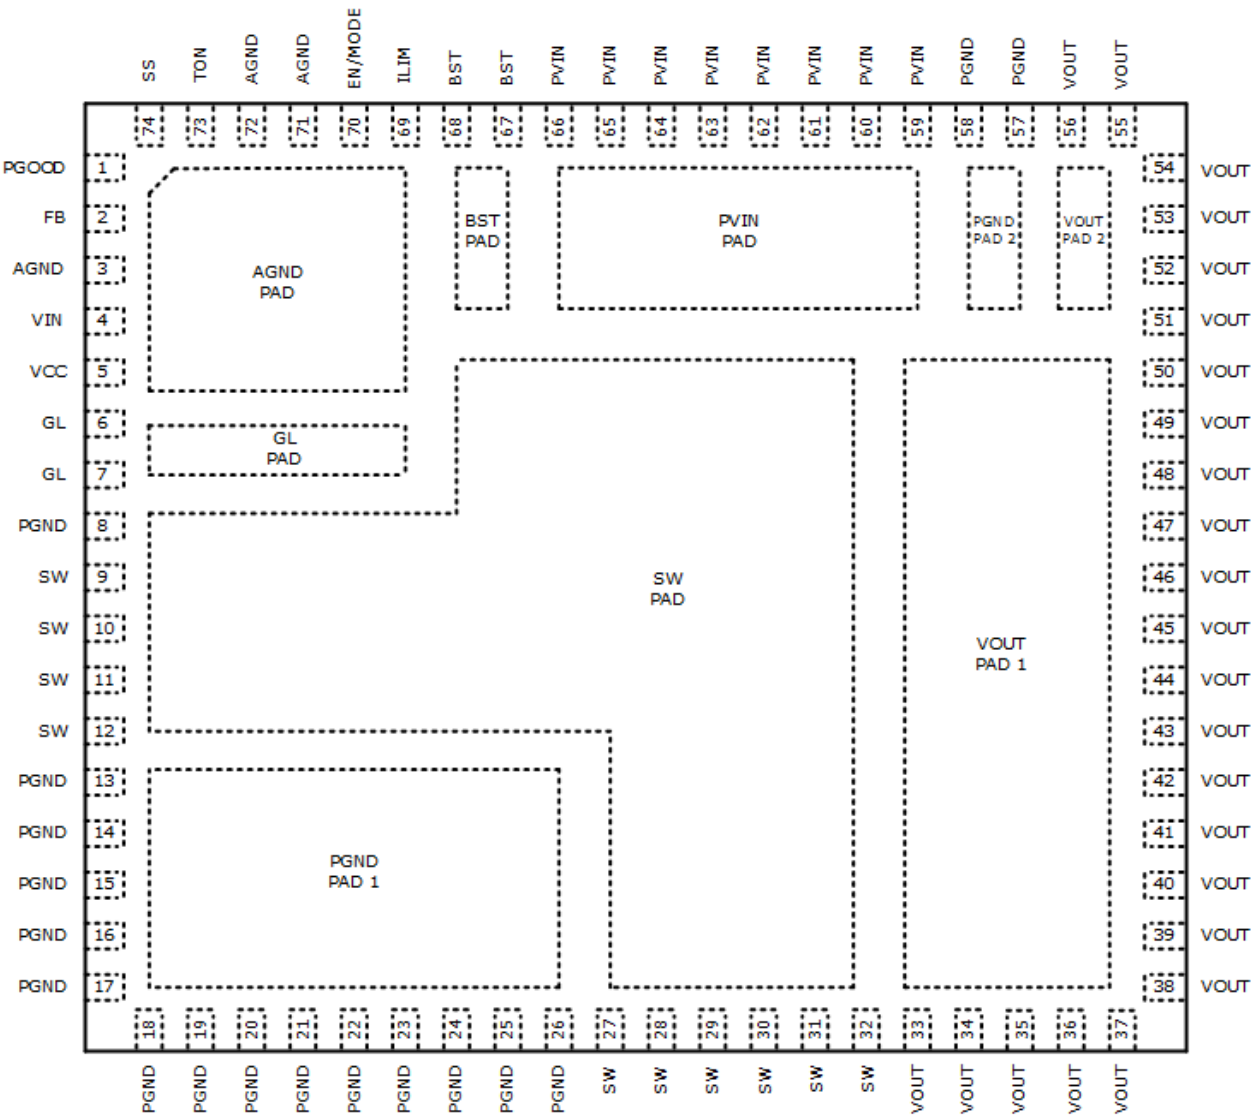 SS
TON
AGND
AGND
EN/MODE
ILIM
BST
BST
PVIN
PVIN
PVIN
PVIN
PVIN
PVIN
PVIN
PVIN
PGND
PGND
VOUT
VOUT
74
73
72
71
70
69
68
67
66
65
64
63
62
61
60
59
58
57
56
55
PGOOD 1
FB 2
AGND 3
VIN 4
VCC 5
GL 6
GL 7
PGND 8
SW 9
SW 10
SW 11
SW 12
PGND 13
PGND 14
PGND 15
PGND 16
PGND 17
AGND
PAD
BST
PAD
PVIN
PAD
PGND
PAD 2
VOUT
PAD 2
GL
PAD
SW
PAD
VOUT
PAD 1
PGND
PAD 1
54 VOUT
53 VOUT
52 VOUT
51 VOUT
50 VOUT
49 VOUT
48 VOUT
47 VOUT
46 VOUT
45 VOUT
44 VOUT
43 VOUT
42 VOUT
41 VOUT
40 VOUT
39 VOUT
38 VOUT
18
19
20
21
22
23
24
25
26
27
28
29
30
31
32
33
34
35
36
37
PGND
PGND
PGND
PGND
PGND
PGND
PGND
PGND
PGND
SW
SW
SW
SW
SW
SW
VOUT
VOUT
VOUT
VOUT
VOUT